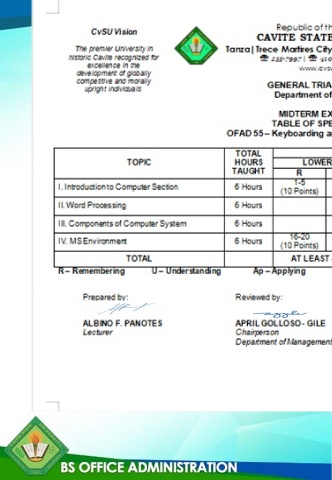 CvSU Vision
The premier University in
historic Cavite recognized for
excellence in the
development of globally
competitive and morally
upright individuals
Republic of th
CAVITE STATE
Tanza | Trece Martires City
GENERAL TRIA
Department of
MIDTERM EX
TABLE OF SPE
OFAD 55 – Keyboarding a
TOPIC TOTAL HOURS TAUGHT LOWER
R
I. Introduction to Computer Section 6 Hours 1-5 (10 Points)
II. Word Processing 6 Hours
III. Components of Computer System 6 Hours
IV. MS Environment 6 Hours 16-20 (10 Points)
TOTAL AT LEAST
R – Remembering U – Understanding Ap – Applying
Prepared by: Reviewed by:
ALBINO F. PANOTES APRIL GOLLOSO - GILE
Lecturer Chairperson
Department of Management
BS OFFICE ADMINISTRATION